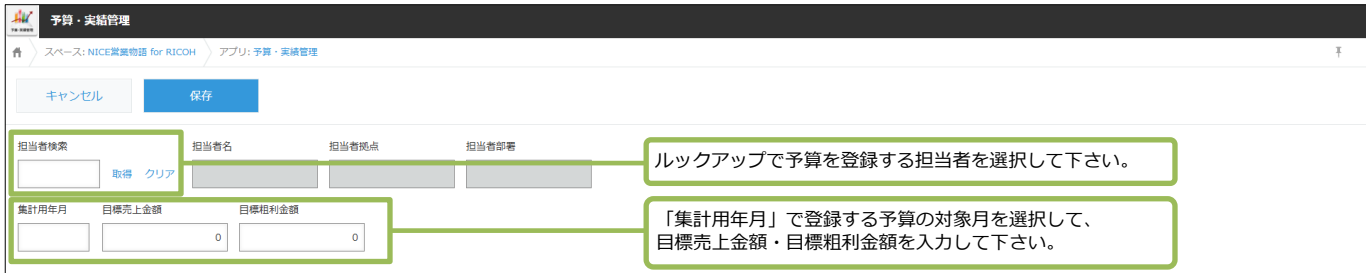 予算・実績管理
予算・実績管理
スペース: NICE営業物語 for RICOH アプリ: 予算・実績管理
キャンセル 保存
担当者検索 担当者名 担当者拠点 担当者部署
取得 クリア
ルックアップで予算を登録する担当者を選択して下さい。
集計用年月 目標売上金額 目標粗利金額
0 0
「集計用年月」で登録する予算の対象月を選択して、
目標売上金額・目標粗利金額を入力して下さい。